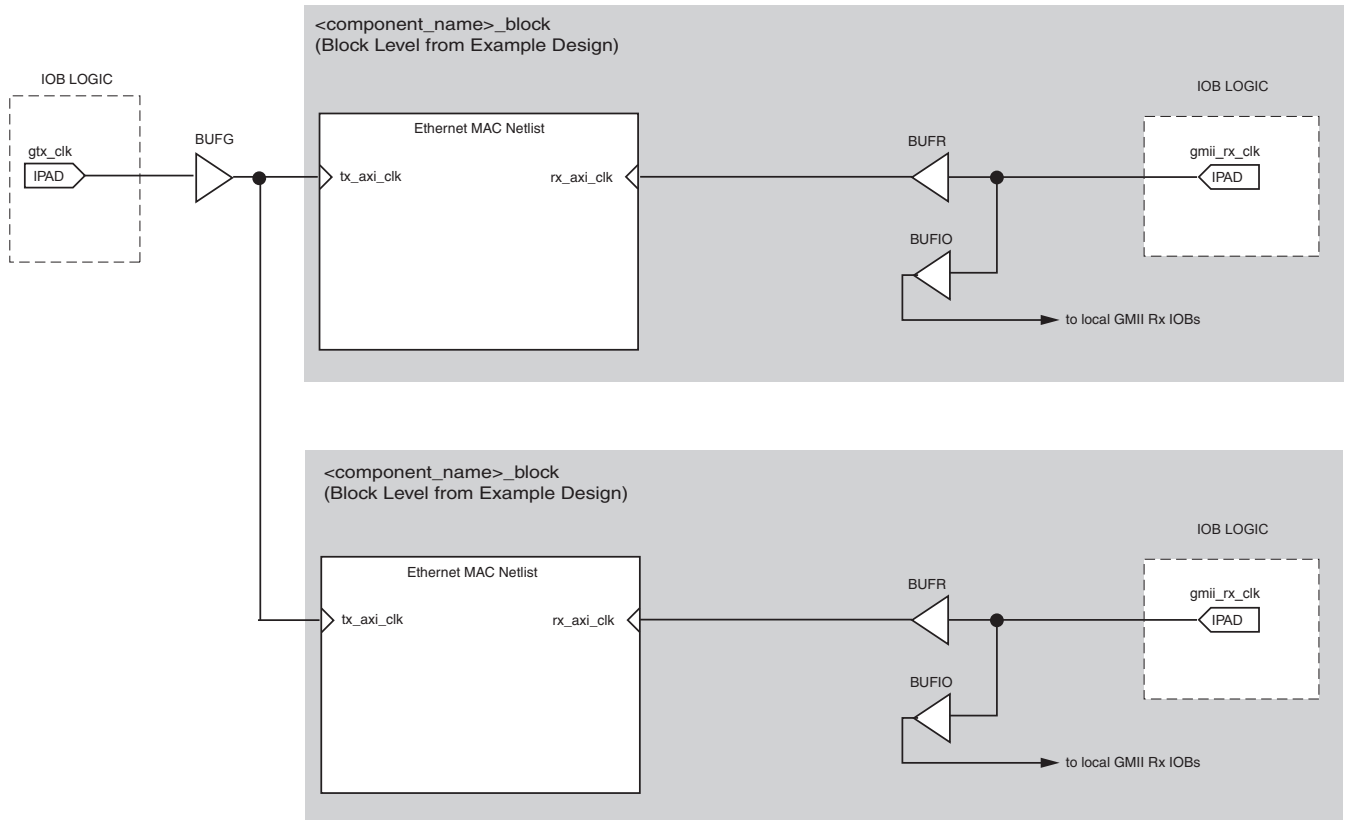 <component_name>_block
(Block Level from Example Design)
IOB LOGIC
gtx_clk
IPAD
BUFG
Ethernet MAC Netlist
tx_axi_clk
rx_axi_clk
BUFR
BUFIO
to local GMII Rx IOBs
IOB LOGIC
gmii_rx_clk
IPAD
<component_name>_block
(Block Level from Example Design)
Ethernet MAC Netlist
tx_axi_clk
rx_axi_clk
BUFR
BUFIO
to local GMII Rx IOBs
IOB LOGIC
gmii_rx_clk
IPAD